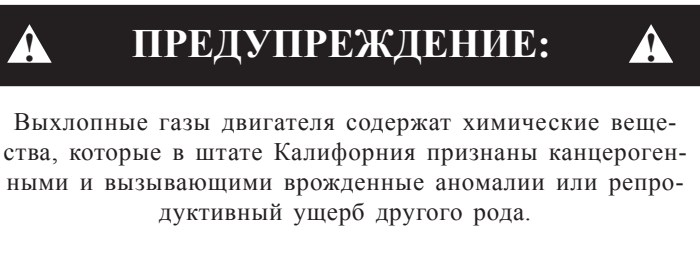 ПРЕДУПРЕЖДЕНИЕ:
Выхлопные газы двигателя содержат химические веще-
ства, которые в штате Калифорния признаны канцероген-
ными и вызывающими врожденные аномалии или репро-
дуктивный ущерб другого рода.